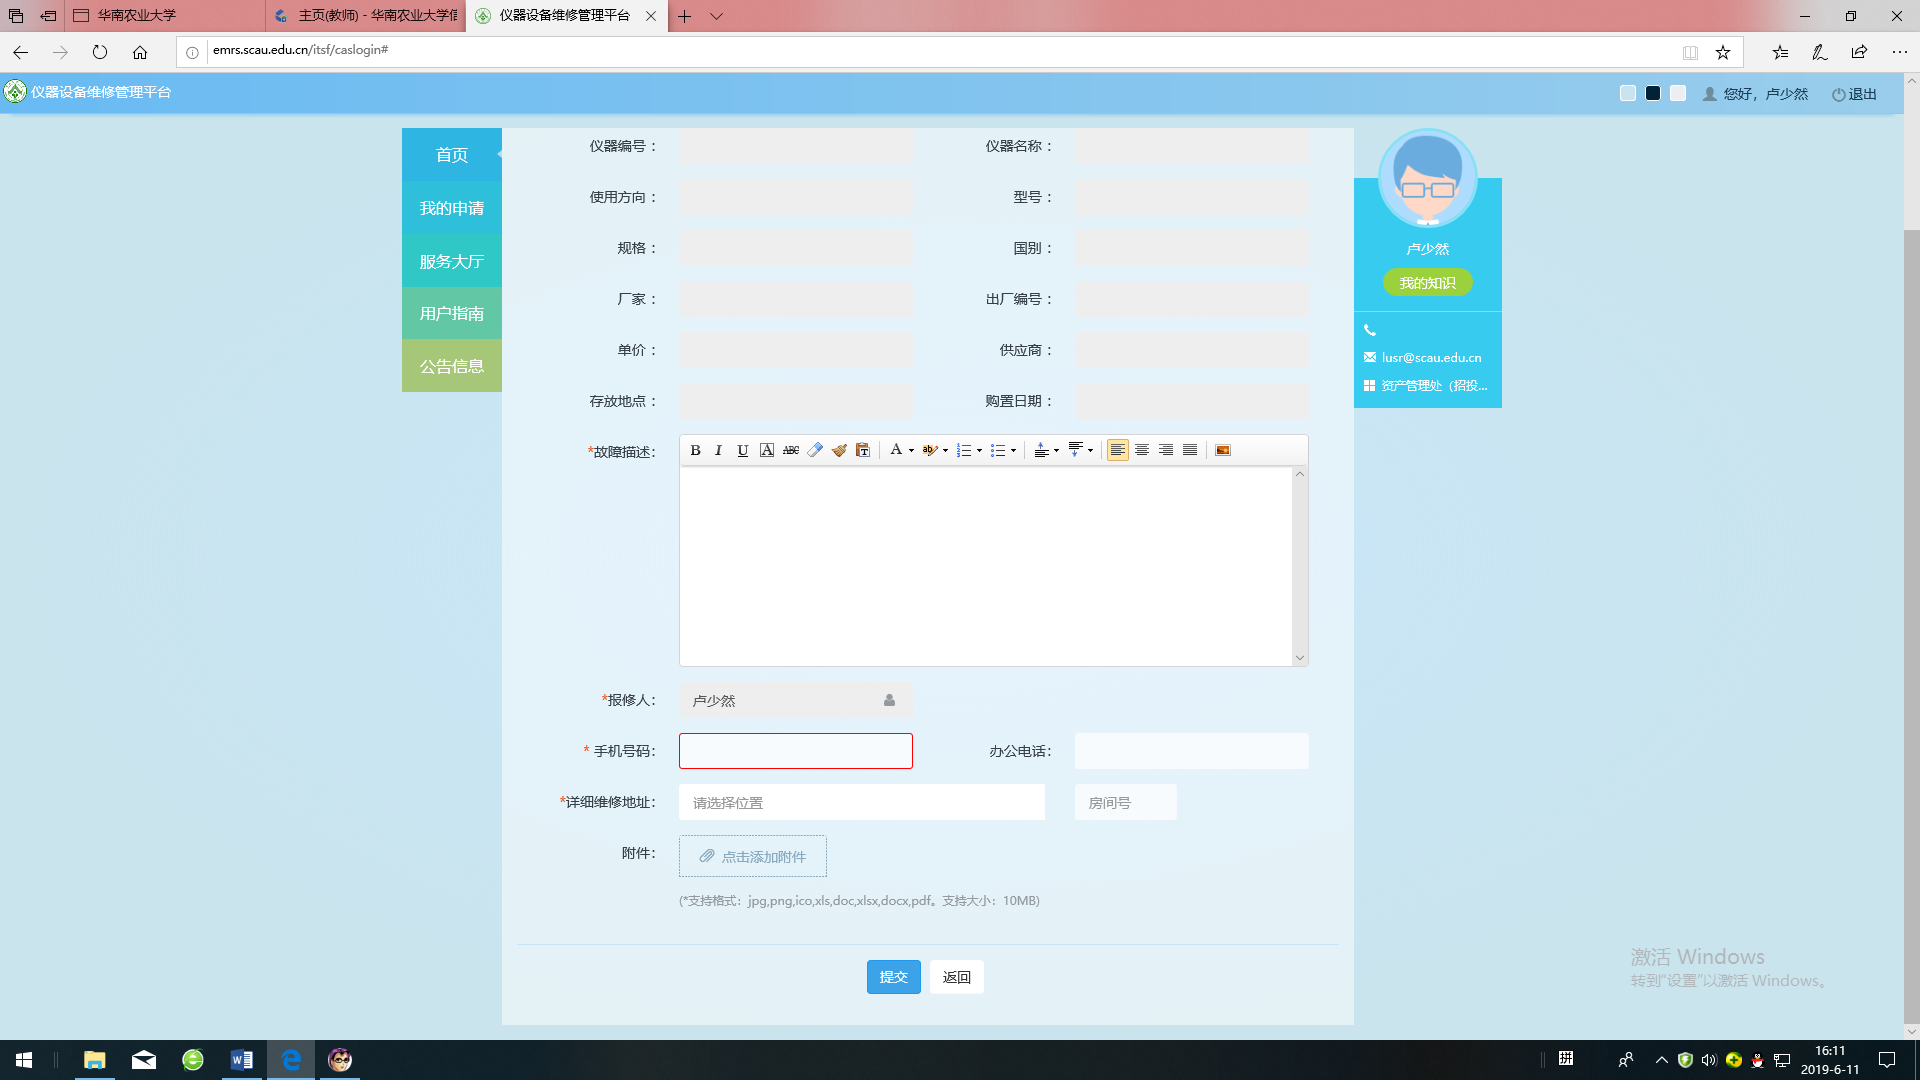 华南农业大学
主页(教师) - 华南农业大学信
仪器设备维修管理平台
emrs.scau.edu.cn/itsf/caslogin#
仪器设备维修管理平台
您好，卢少然
退出
首页
我的申请
服务大厅
用户指南
公告信息
仪器编号：
仪器名称：
使用方向：
型号：
规格：
国别：
厂家：
出厂编号：
单价：
供应商：
存放地点：
购置日期：
*故障描述：
B I U A ABC
*报修人：
卢少然
* 手机号码：
办公电话：
*详细维修地址：
请选择位置
房间号
附件：
点击添加附件
(*支持格式：jpg,png,ico,xls,doc,xlsx,docx,pdf。支持大小：10MB)
提交
返回
卢少然
我的知识
lusr@scau.edu.cn
资产管理处（招投...
激活 Windows
转到"设置"以激活 Windows。
拼
16:11
2019-6-11